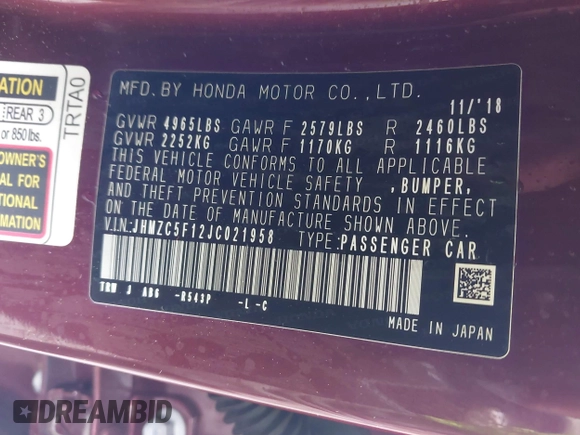 ATION
REAR 3
or 850 lbs.
OWNER'S
AL FOR
TIONAL
RMATION
TRTA0
MFD.BY HONDA MOTOR CO.,LTD.
11/'18
GVWR 4965LBS GAWR F 2579LBS R 2460LBS
GVWR 2252KG GAWR F 1170KG R 1116KG
THIS VEHICLE CONFORMS TO ALL APPLICABLE
FEDERAL MOTOR VEHICLE SAFETY ,BUMPER,
AND THEFT PREVENTION STANDARDS IN EFFECT
ON THE DATE OF MANUFACTURE SHOWN ABOVE.
V.I.N:JHMZC5F12JC021958 TYPE:PASSENGER CAR
TRW J AB6 -R543P -L -C
MADE IN JAPAN
DREAMBID